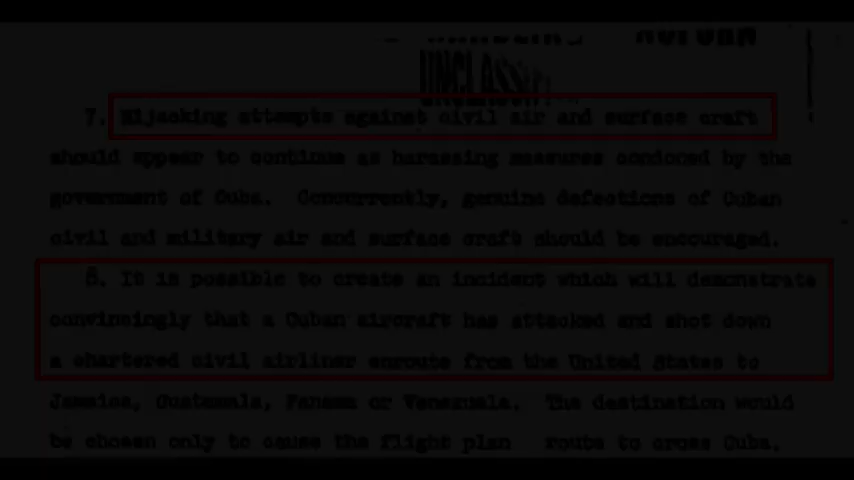 UNCLASSIFI
7. Hijacking attempts against civil air and surface craft
should appear to continue as harassing measures condoned by the
government of Cuba. Concurrently, genuine defections of Cuban
civil and military air and surface craft should be encouraged.
8. It is possible to create an incident which will demonstrate
convincingly that a Cuban aircraft has attacked and shot down
a chartered civil airliner enroute from the United States to
Jamaica, Guatemala, Panama or Venezuela. The destination would
be chosen only to cause the flight plan route to cross Cuba.